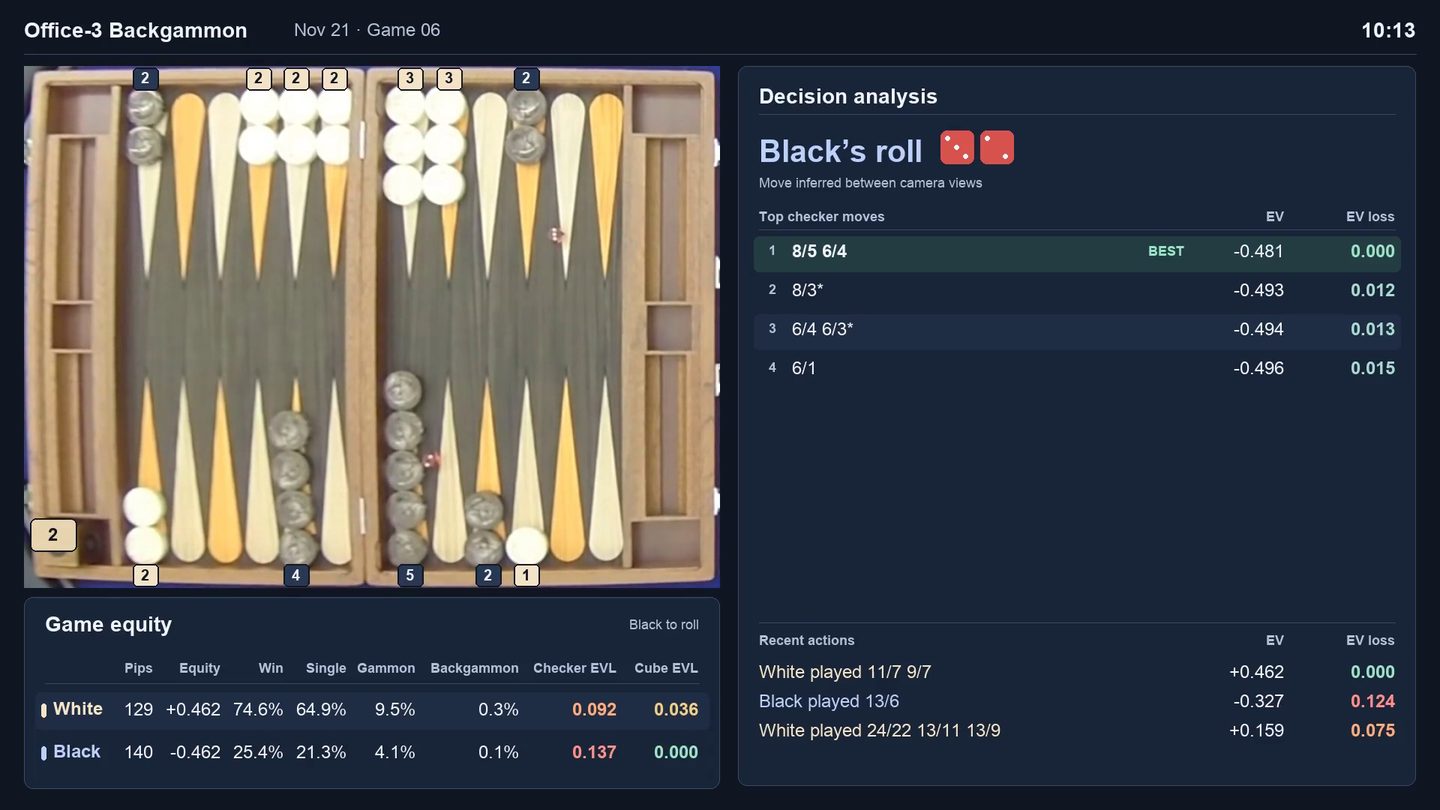 Office-3 Backgammon Nov 21 · Game 06 10:13
2 2 2 2 3 3 2
2
2 4 5 2 1
Game equity Black to roll
Pips Equity Win Single Gammon Backgammon Checker EVL Cube EVL
White 129 +0.462 74.6% 64.9% 9.5% 0.3% 0.092 0.036
Black 140 -0.462 25.4% 21.3% 4.1% 0.1% 0.137 0.000
Decision analysis
Black’s roll
Move inferred between camera views
Top checker moves EV EV loss
1 8/5 6/4 BEST -0.481 0.000
2 8/3* -0.493 0.012
3 6/4 6/3* -0.494 0.013
4 6/1 -0.496 0.015
Recent actions EV EV loss
White played 11/7 9/7 +0.462 0.000
Black played 13/6 -0.327 0.124
White played 24/22 13/11 13/9 +0.159 0.075